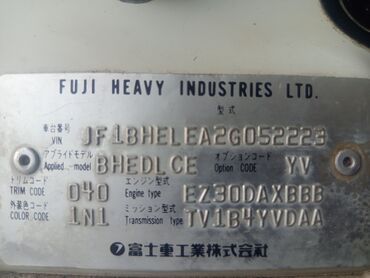 FUJI HEAVY INDUSTRIES LTD.
型式
車台番号 VIN JF1BHELEA2G052223
アプライドモデル Applied model BHEDLCE オプションコード Option CODE YV
トリムコード TRIM CODE 040 エンジン型式 Engine type EZ30DAXBBB
外装色コード COLOR CODE 1N1 ミッション型式 Transmission type TV1B4YVDAA
富士重工業株式会社